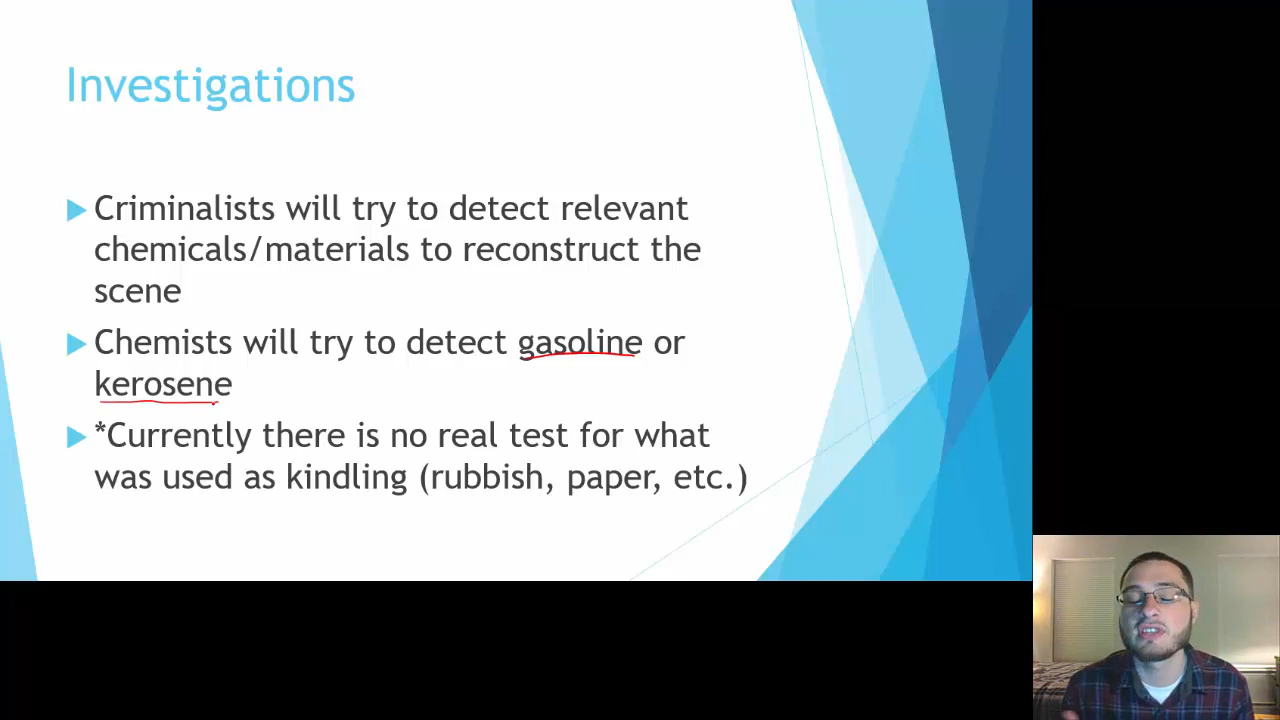 Investigations
Criminalists will try to detect relevant
chemicals/materials to reconstruct the
scene
Chemists will try to detect gasoline or
kerosene
*Currently there is no real test for what
was used as kindling (rubbish, paper, etc.)